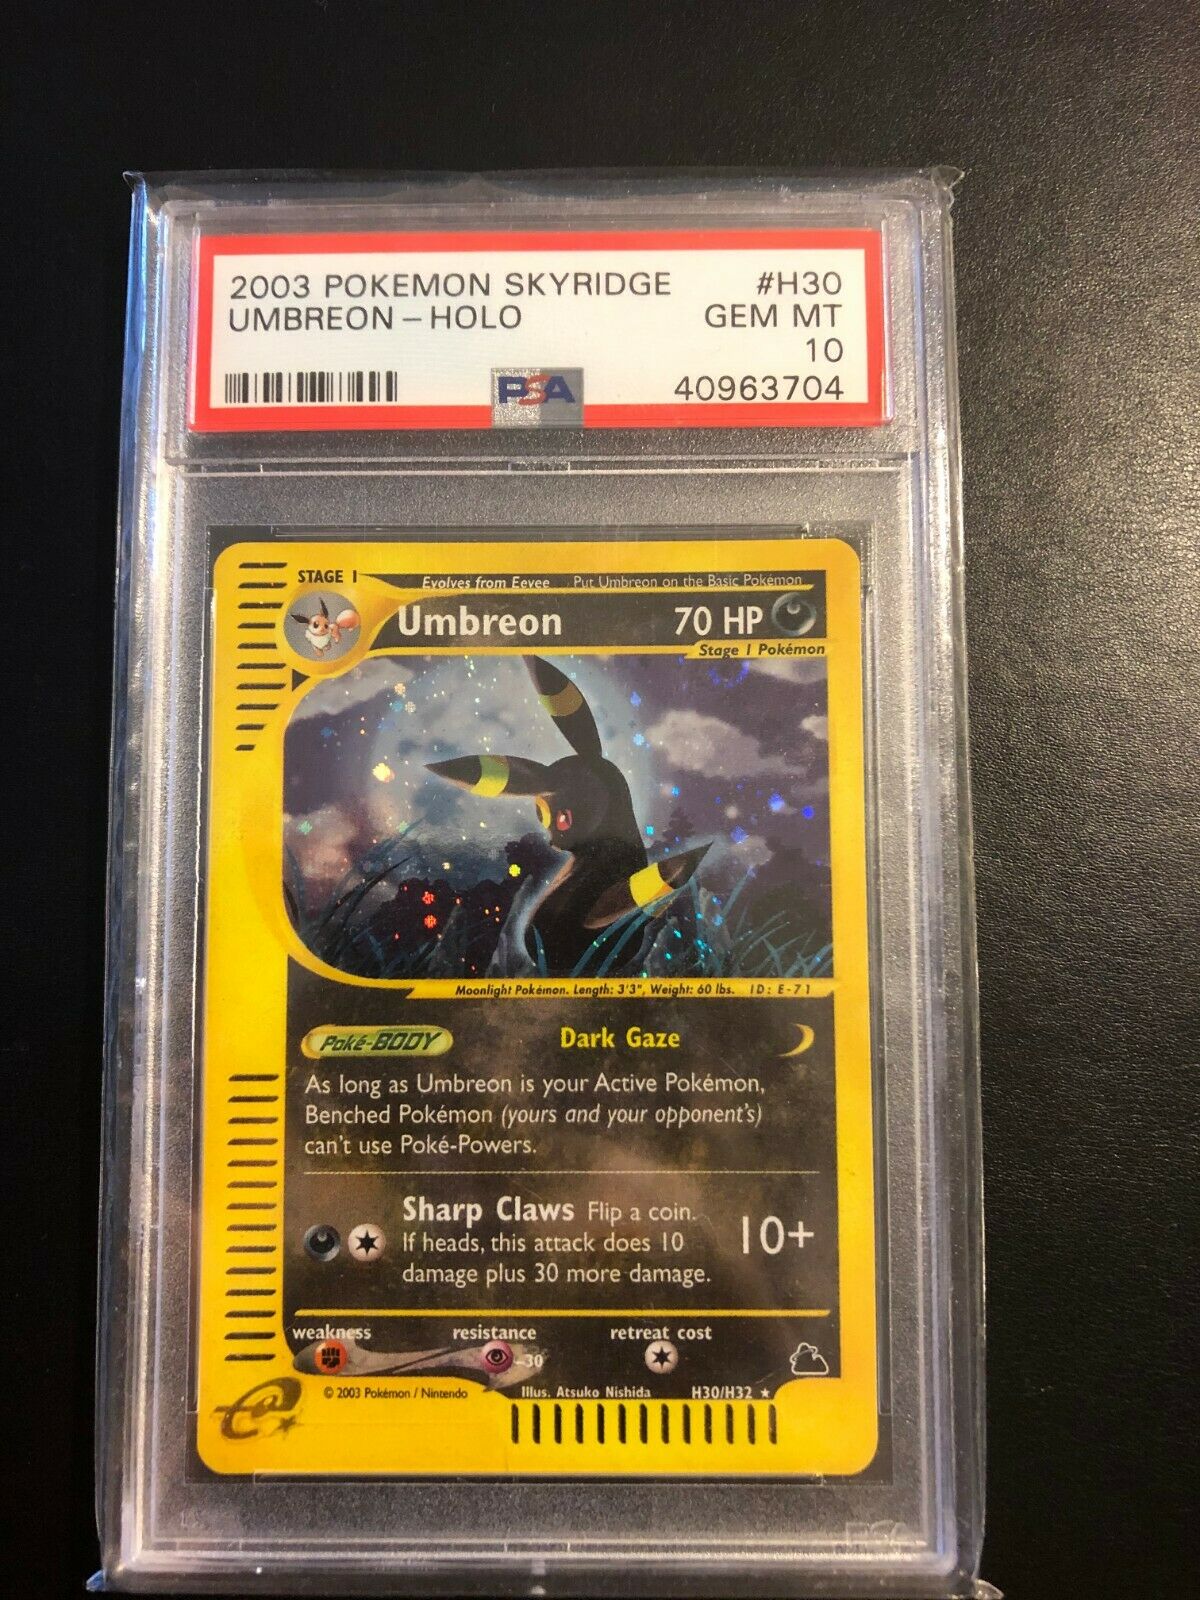 2003 POKEMON SKYRIDGE #H30
UMBREON - HOLO GEM MT
10
PSA 40963704
STAGE 1 Evolves from Eevee Put Umbreon on the Basic Pokémon
Umbreon 70 HP
Stage 1 Pokémon
Moonlight Pokémon. Length: 3'3", Weight: 60 lbs. ID: E-71
Poké-BODY Dark Gaze
As long as Umbreon is your Active Pokémon,
Benched Pokémon (yours and your opponent's)
can't use Poké-Powers.
Sharp Claws Flip a coin.
If heads, this attack does 10
damage plus 30 more damage.
10+
weakness resistance retreat cost
-30
© 2003 Pokémon / Nintendo Illus. Atsuko Nishida H30/H32 ★
e